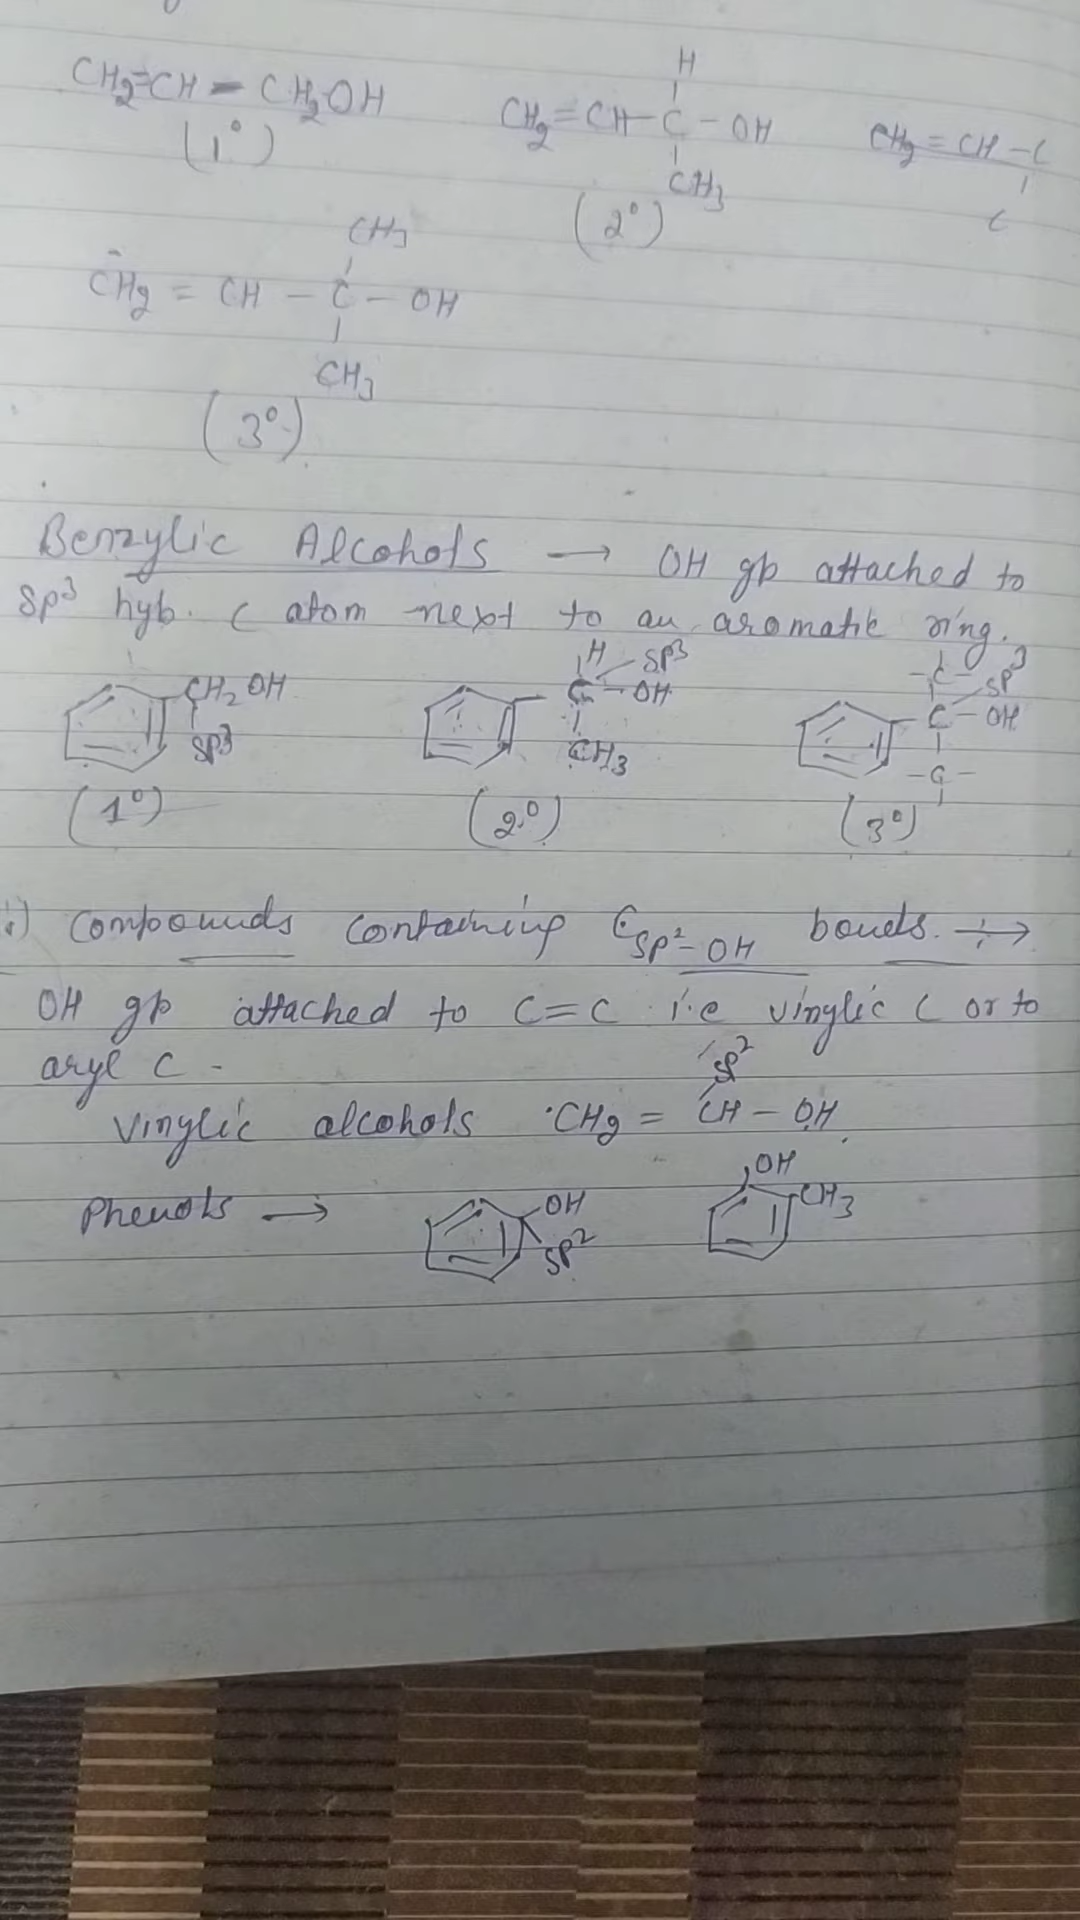 CH2=CH - CH2OH
(1°)
H
CH2=CH-C-OH
CH3
(2°)
CH2=CH-C
C
CH3
CH2 = CH - C - OH
CH3
(3°)
Benzylic Alcohols → OH gp attached to
Sp3 hyb. C atom next to an aromatic ring.
CH2OH
SP3
(1°)
H SP3
C-OH
CH3
(2°)
-C- SP3
C-OH
-C-
(3°)
i) Compounds containing CSP2-OH bonds. ÷→
OH gp attached to C=C i.e vinylic C or to
aryl C -
SP2
Vinylic alcohols CH2 = CH - OH
Phenols → OH
SP2
OH
CH3